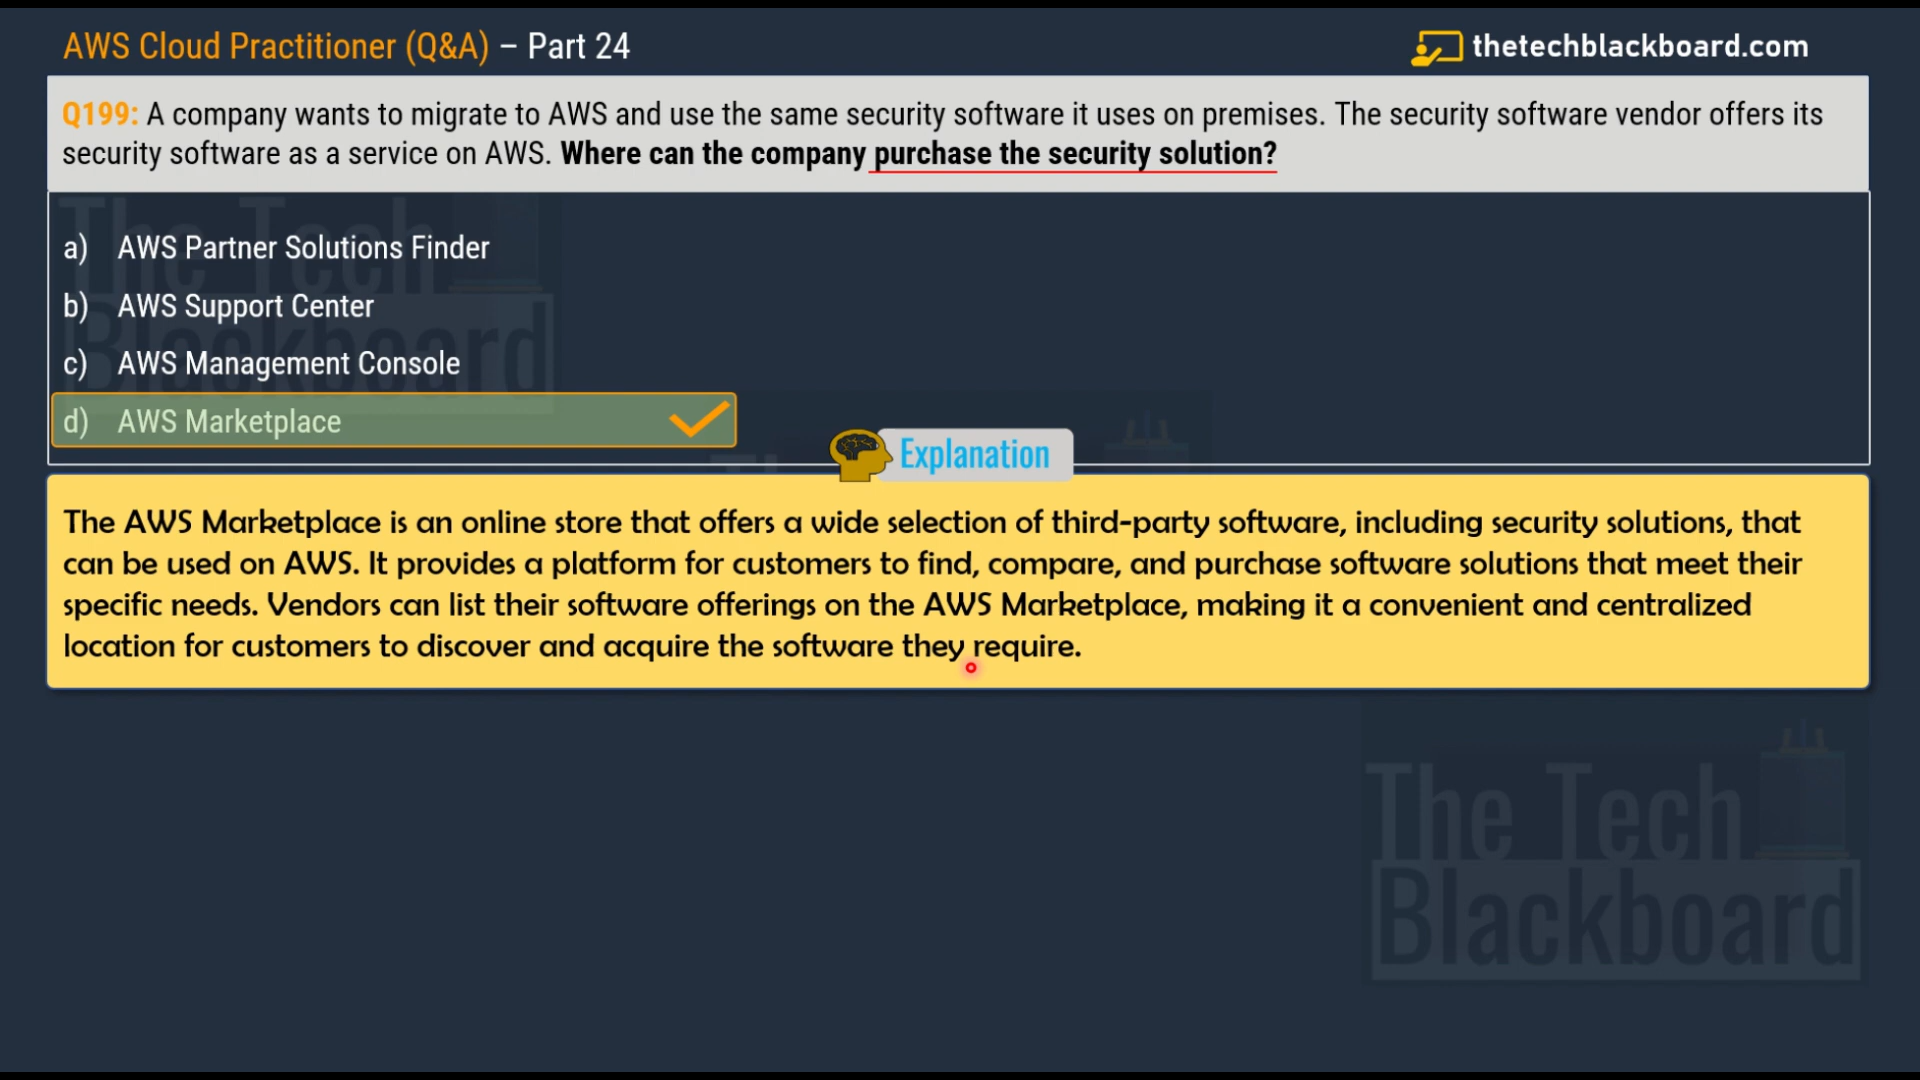 AWS Cloud Practitioner (Q&A) – Part 24
thetechblackboard.com
Q199: A company wants to migrate to AWS and use the same security software it uses on premises. The security software vendor offers its
security software as a service on AWS. Where can the company purchase the security solution?
a) AWS Partner Solutions Finder
b) AWS Support Center
c) AWS Management Console
d) AWS Marketplace
Explanation
The AWS Marketplace is an online store that offers a wide selection of third-party software, including security solutions, that
can be used on AWS. It provides a platform for customers to find, compare, and purchase software solutions that meet their
specific needs. Vendors can list their software offerings on the AWS Marketplace, making it a convenient and centralized
location for customers to discover and acquire the software they require.
The Tech
Blackboard
The Tech
Blackboard